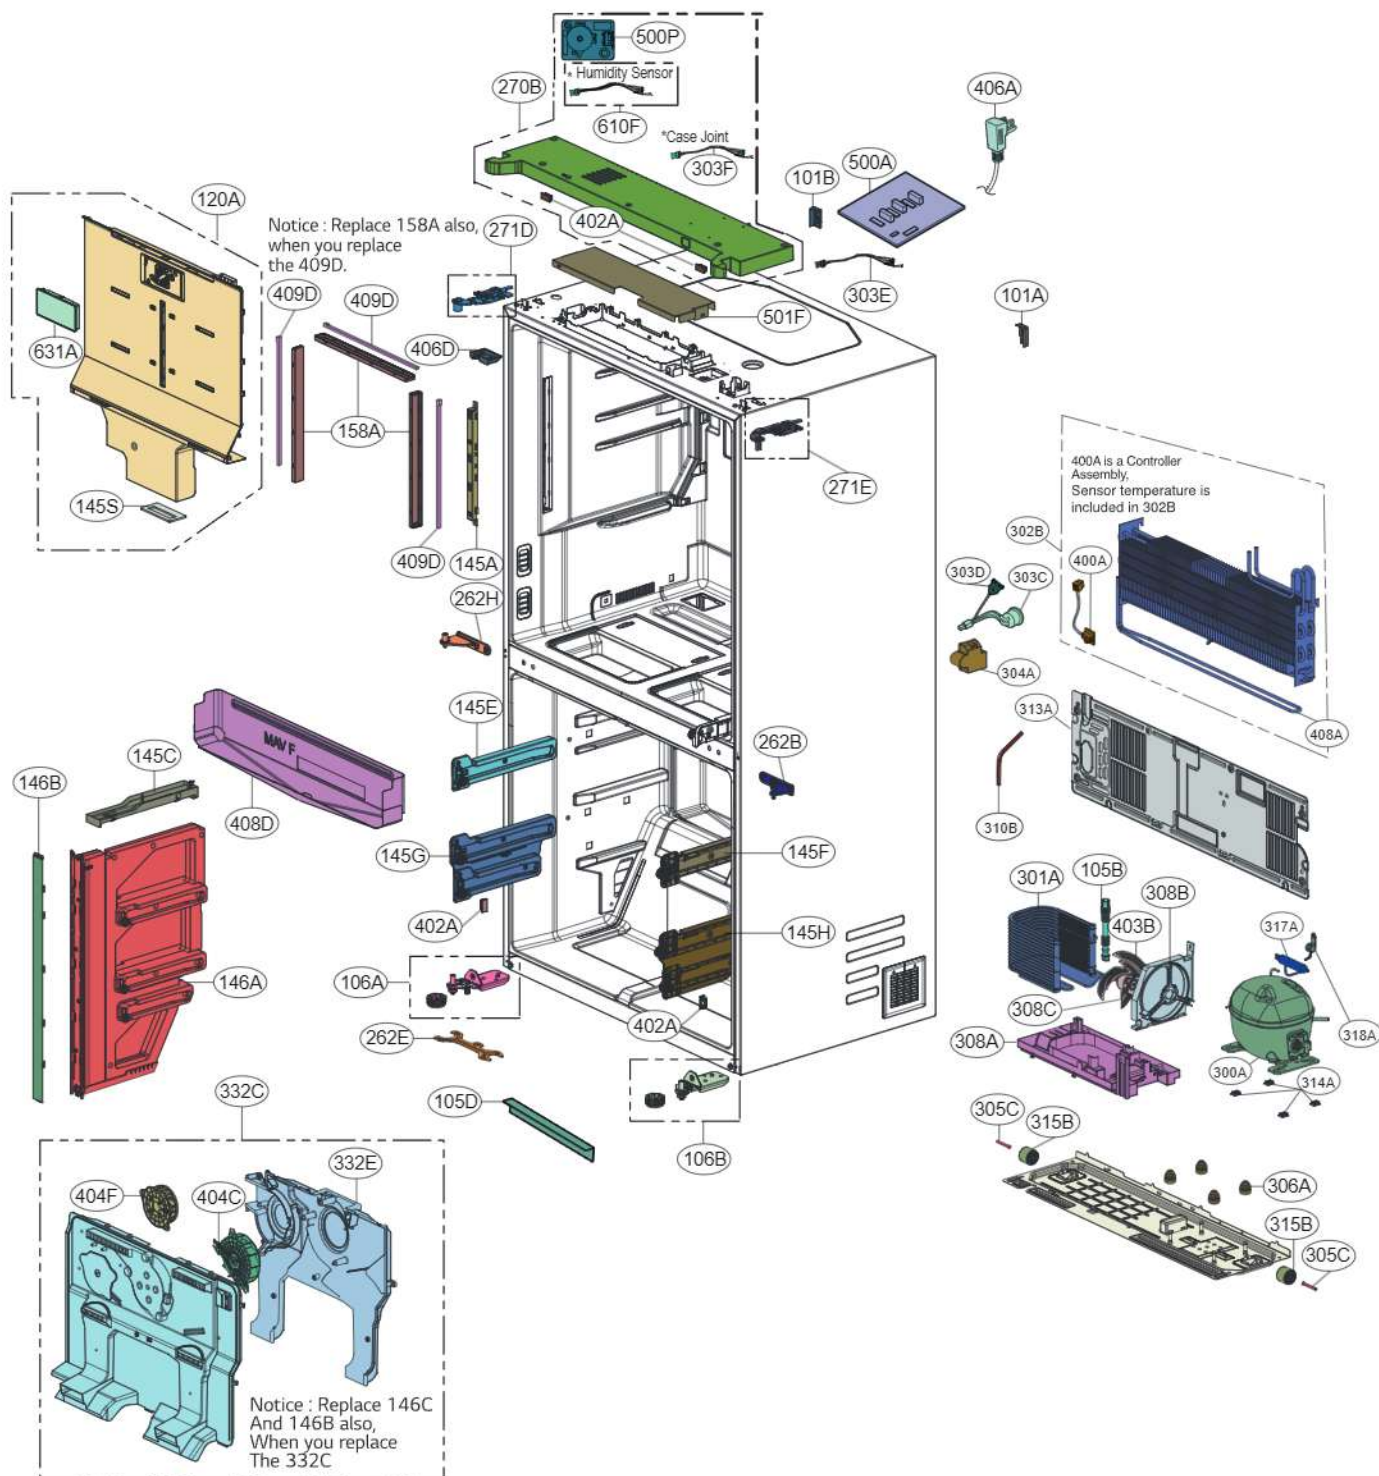 500P
* Humidity Sensor
270B
406A
610F
*Case Joint
303F
101B
500A
120A
Notice : Replace 158A also,
when you replace
the 409D.
271D
402A
303E
409D
409D
501F
101A
631A
406D
158A
271E
400A is a Controller
Assembly,
Sensor temperature is
included in 302B
145S
302B
409D
145A
400A
303D
303C
262H
304A
145E
313A
408A
145C
MAV F
262B
146B
408D
310B
145G
145F
301A
105B
308B
402A
403B
317A
145H
106A
146A
308C
402A
318A
262E
308A
300A
314A
332C
105D
305C
315B
332E
106B
404F
404C
306A
315B
305C
Notice : Replace 146C
And 146B also,
When you replace
The 332C